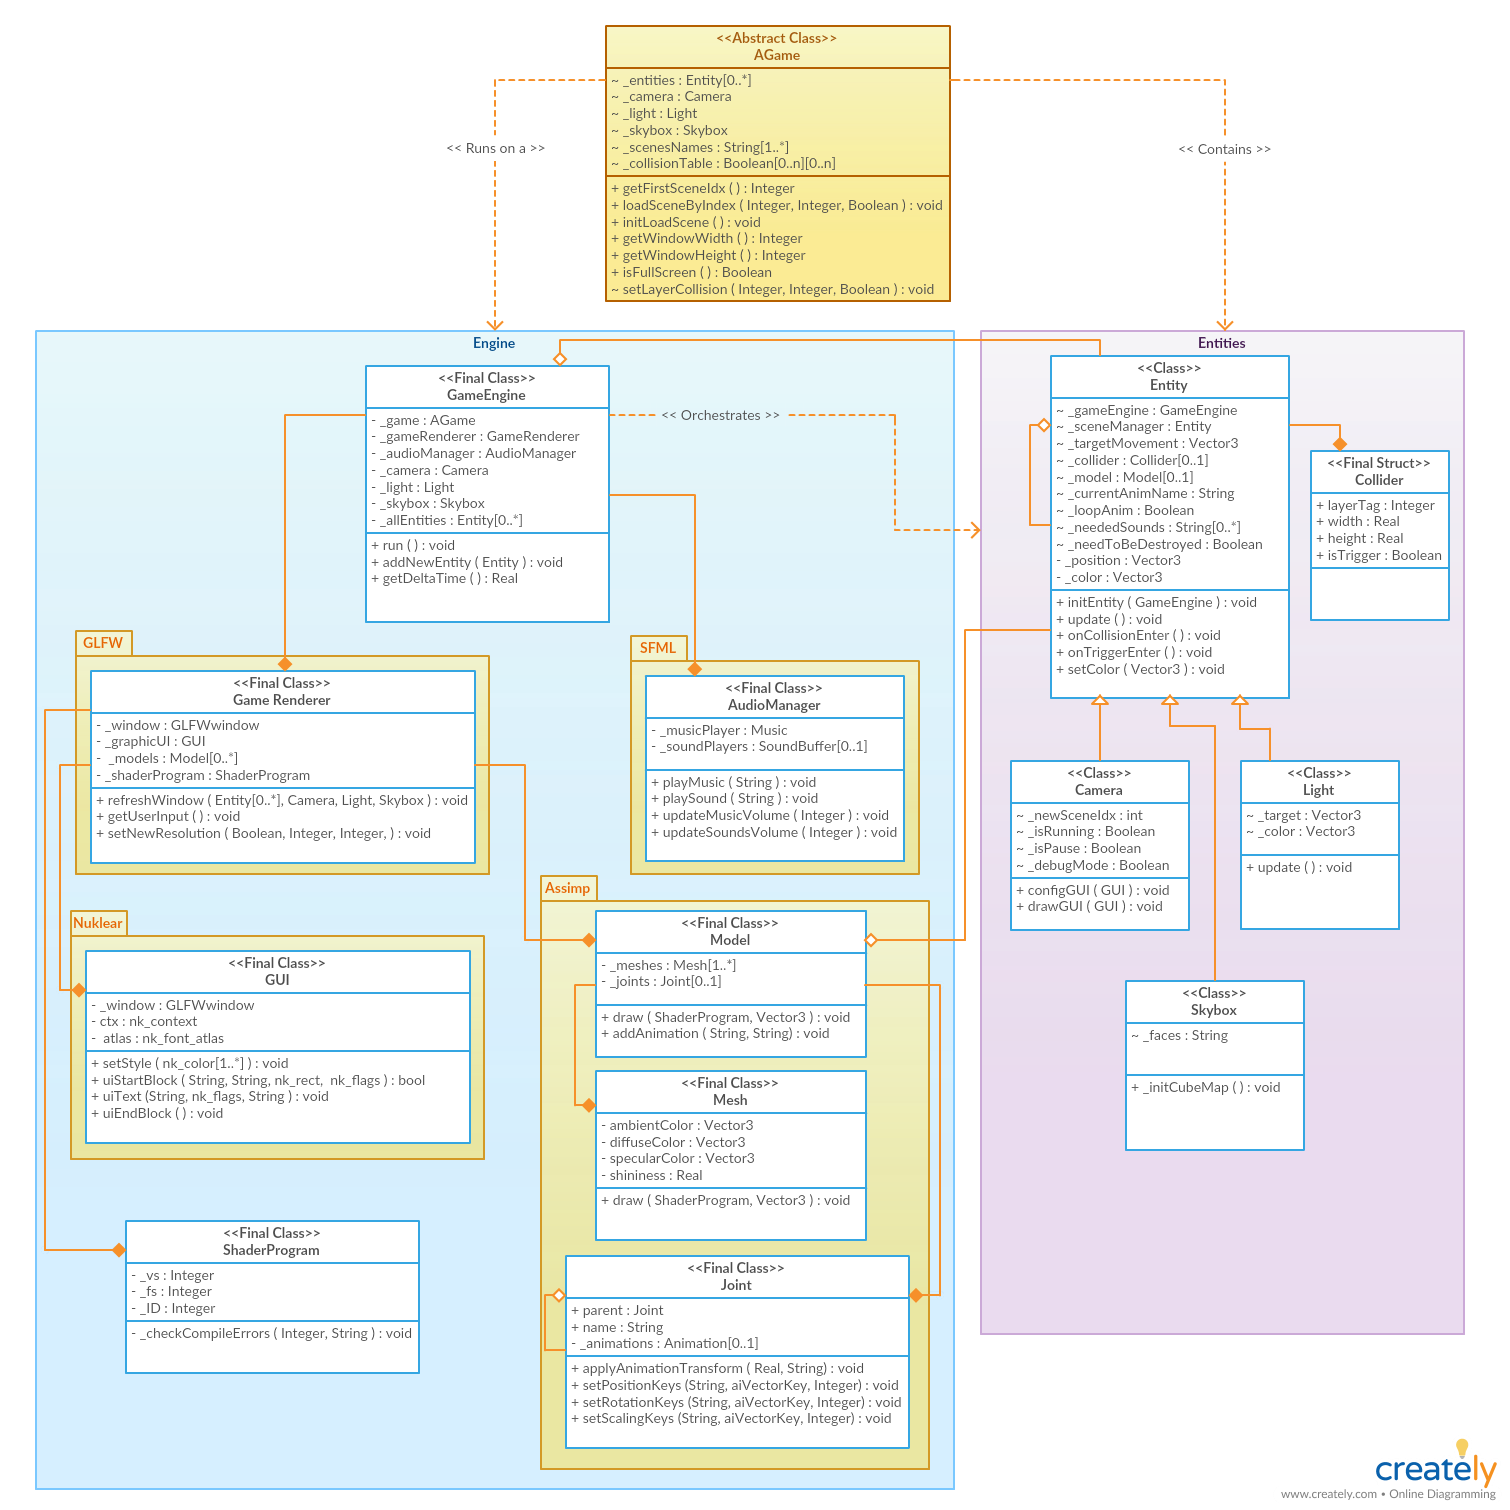 <<Abstract Class>>
AGame
~ _entities : Entity[0..*]
~ _camera : Camera
~ _light : Light
~ _skybox : Skybox
~ _scenesNames : String[1..*]
~ _collisionTable : Boolean[0..n][0..n]
+ getFirstSceneIdx ( ) : Integer
+ loadSceneByIndex ( Integer, Integer, Boolean ) : void
+ initLoadScene ( ) : void
+ getWindowWidth ( ) : Integer
+ getWindowHeight ( ) : Integer
+ isFullScreen ( ) : Boolean
~ setLayerCollision ( Integer, Integer, Boolean ) : void
<< Runs on a >>
<< Contains >>
Engine
<<Final Class>>
GameEngine
- _game : AGame
- _gameRenderer : GameRenderer
- _audioManager : AudioManager
- _camera : Camera
- _light : Light
- _skybox : Skybox
- _allEntities : Entity[0..*]
+ run ( ) : void
+ addNewEntity ( Entity ) : void
+ getDeltaTime ( ) : Real
<< Orchestrates >>
GLFW
<<Final Class>>
Game Renderer
- _window : GLFWwindow
- _graphicUI : GUI
-  _models : Model[0..*]
- _shaderProgram : ShaderProgram
+ refreshWindow ( Entity[0..*], Camera, Light, Skybox ) : void
+ getUserInput ( ) : void
+ setNewResolution ( Boolean, Integer, Integer, ) : void
SFML
<<Final Class>>
AudioManager
- _musicPlayer : Music
- _soundPlayers : SoundBuffer[0..1]
+ playMusic ( String ) : void
+ playSound ( String ) : void
+ updateMusicVolume ( Integer ) : void
+ updateSoundsVolume ( Integer ) : void
Nuklear
<<Final Class>>
GUI
- _window : GLFWwindow
- ctx : nk_context
-  atlas : nk_font_atlas
+ setStyle ( nk_color[1..*] ) : void
+ uiStartBlock ( String, String, nk_rect,  nk_flags ) : bool
+ uiText (String, nk_flags, String ) : void
+ uiEndBlock ( ) : void
<<Final Class>>
ShaderProgram
- _vs : Integer
- _fs : Integer
- _ID : Integer
- _checkCompileErrors ( Integer, String ) : void
Assimp
<<Final Class>>
Model
- _meshes : Mesh[1..*]
- _joints : Joint[0..1]
+ draw ( ShaderProgram, Vector3 ) : void
+ addAnimation ( String, String) : void
<<Final Class>>
Mesh
- ambientColor : Vector3
- diffuseColor : Vector3
- specularColor : Vector3
- shininess : Real
+ draw ( ShaderProgram, Vector3 ) : void
<<Final Class>>
Joint
+ parent : Joint
+ name : String
- _animations : Animation[0..1]
+ applyAnimationTransform ( Real, String) : void
+ setPositionKeys (String, aiVectorKey, Integer) : void
+ setRotationKeys (String, aiVectorKey, Integer) : void
+ setScalingKeys (String, aiVectorKey, Integer) : void
Entities
<<Class>>
Entity
~ _gameEngine : GameEngine
~ _sceneManager : Entity
~ _targetMovement : Vector3
~ _collider : Collider[0..1]
~ _model : Model[0..1]
~ _currentAnimName : String
~ _loopAnim : Boolean
~ _neededSounds : String[0..*]
~ _needToBeDestroyed : Boolean
- _position : Vector3
- _color : Vector3
+ initEntity ( GameEngine ) : void
+ update ( ) : void
+ onCollisionEnter ( ) : void
+ onTriggerEnter ( ) : void
+ setColor ( Vector3 ) : void
<<Final Struct>>
Collider
+ layerTag : Integer
+ width : Real
+ height : Real
+ isTrigger : Boolean
<<Class>>
Camera
~ _newSceneIdx : int
~ _isRunning : Boolean
~ _isPause : Boolean
~ _debugMode : Boolean
+ configGUI ( GUI ) : void
+ drawGUI ( GUI ) : void
<<Class>>
Light
~ _target : Vector3
~ _color : Vector3
+ update ( ) : void
<<Class>>
Skybox
~ _faces : String
+ _initCubeMap ( ) : void
creately
www.creately.com • Online Diagramming